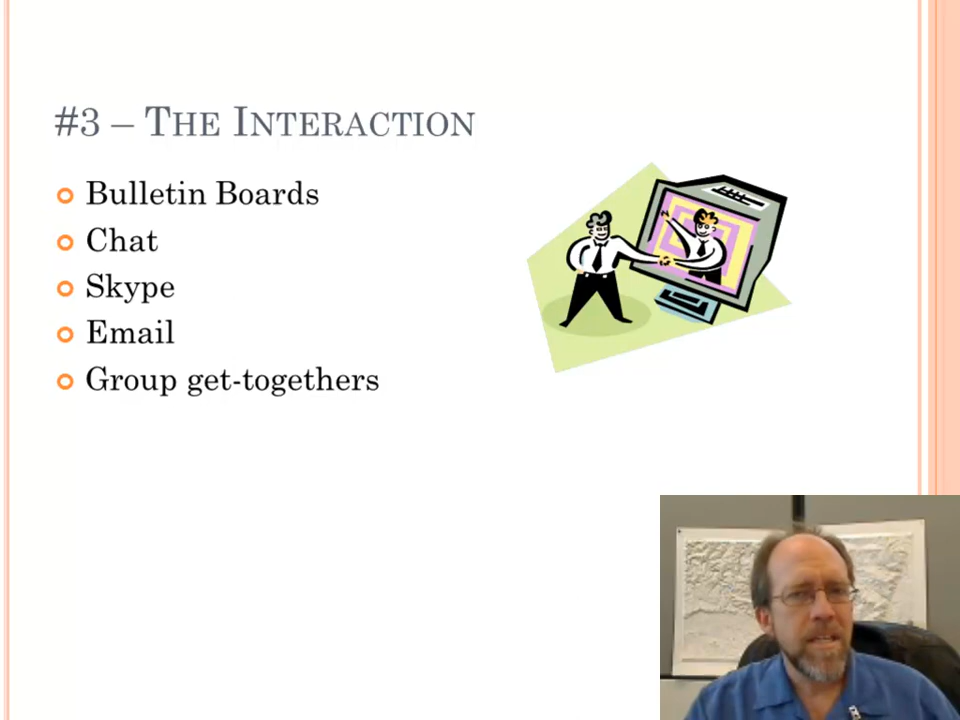 #3 – The Interaction
Bulletin Boards
Chat
Skype
Email
Group get-togethers